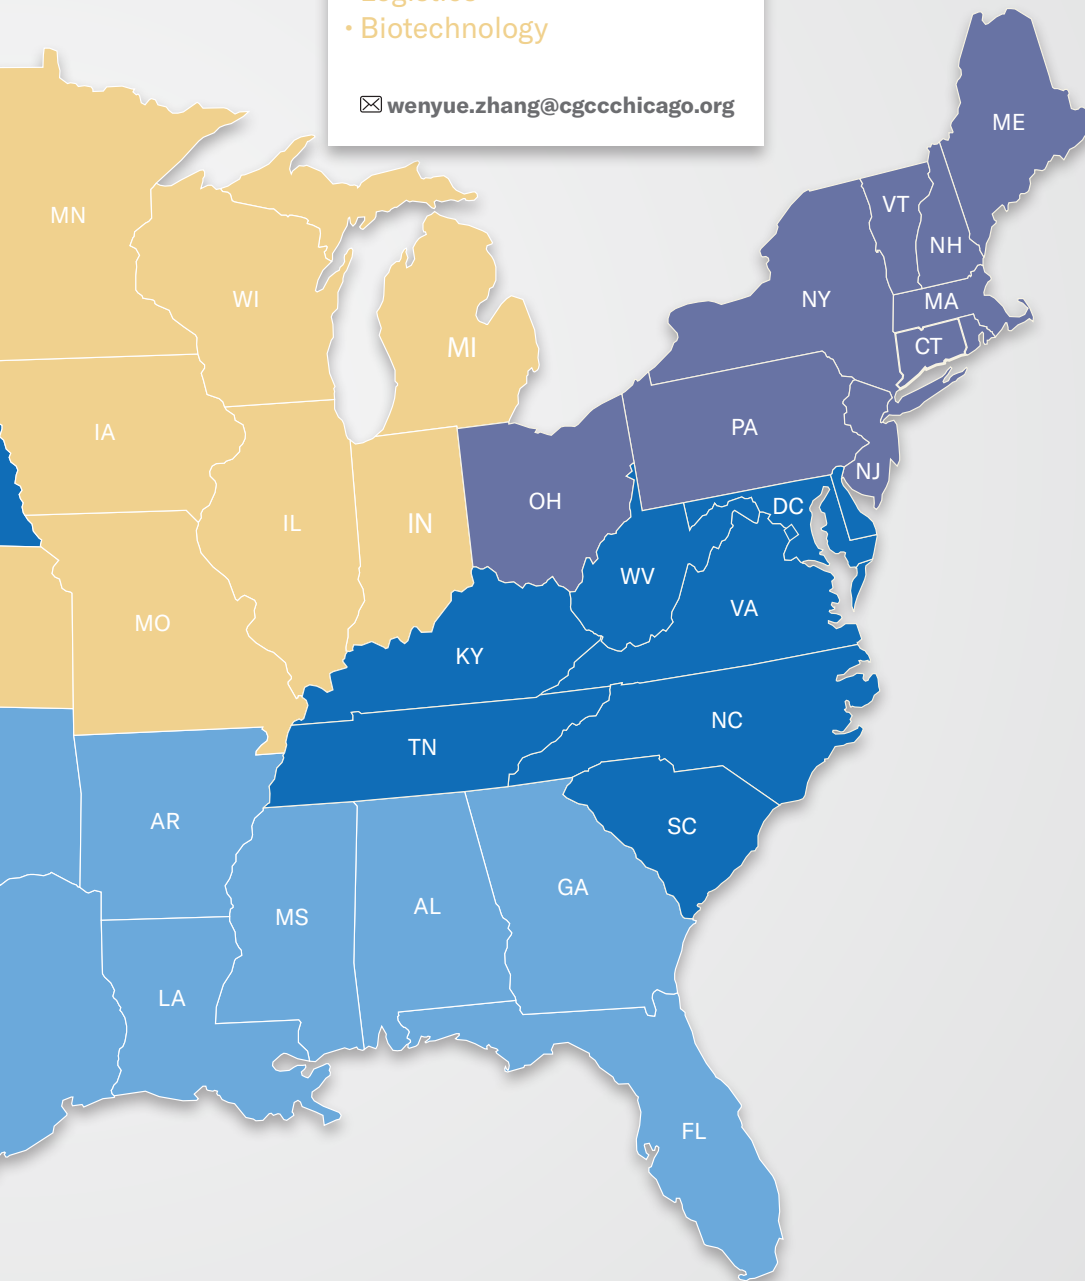 • Biotechnology
wenyue.zhang@cgccchicago.org
ME
MN
VT
NH
WI
NY
MA
MI
CT
IA
PA
NJ
OH
DC
IL
IN
WV
VA
MO
KY
NC
TN
AR
SC
GA
MS
AL
LA
FL